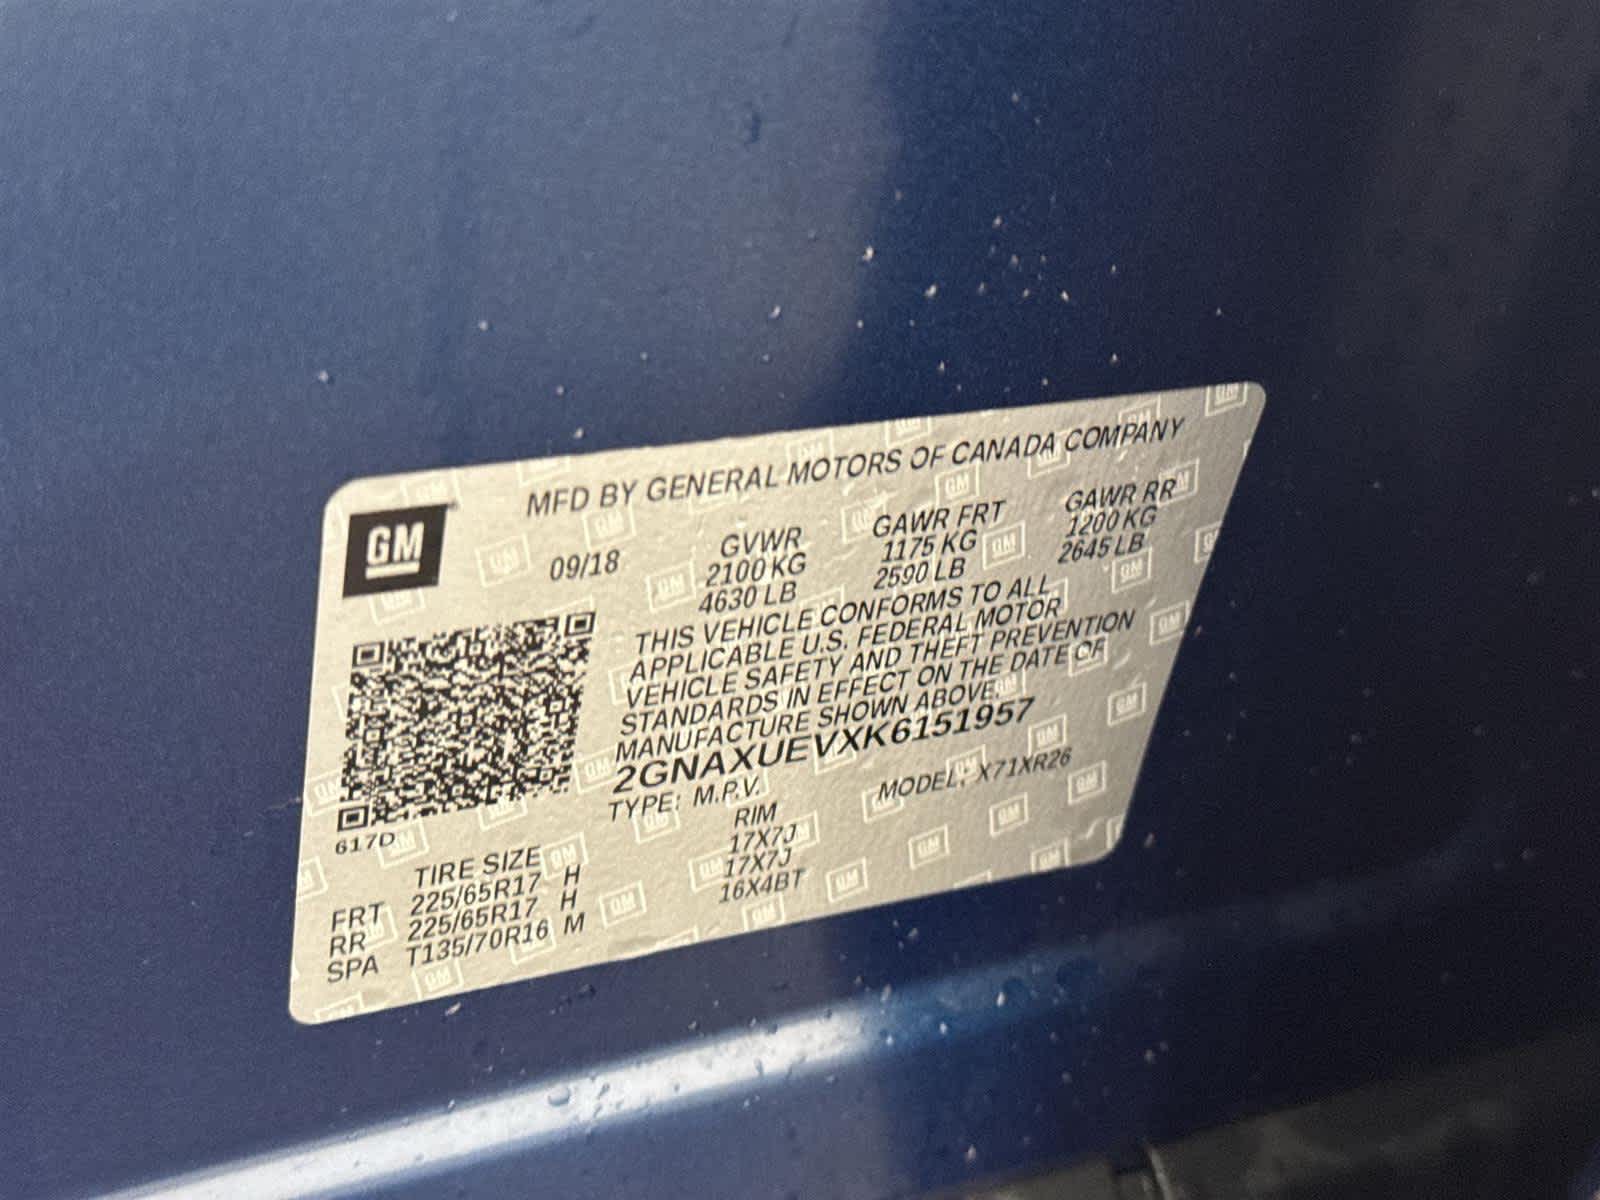 MFD BY GENERAL MOTORS OF CANADA COMPANY
GM
09/18
GVWR
2100 KG
4630 LB
GAWR FRT
1175 KG
2590 LB
GAWR RR
1200 KG
2645 LB
THIS VEHICLE CONFORMS TO ALL
APPLICABLE U.S. FEDERAL MOTOR
VEHICLE SAFETY AND THEFT PREVENTION
STANDARDS IN EFFECT ON THE DATE OF
MANUFACTURE SHOWN ABOVE.
2GNAXUEVXK6151957
TYPE: M.P.V. MODEL: X71XR26
617D
TIRE SIZE RIM
FRT 225/65R17 H 17X7J
RR 225/65R17 H 17X7J
SPA T135/70R16 M 16X4BT